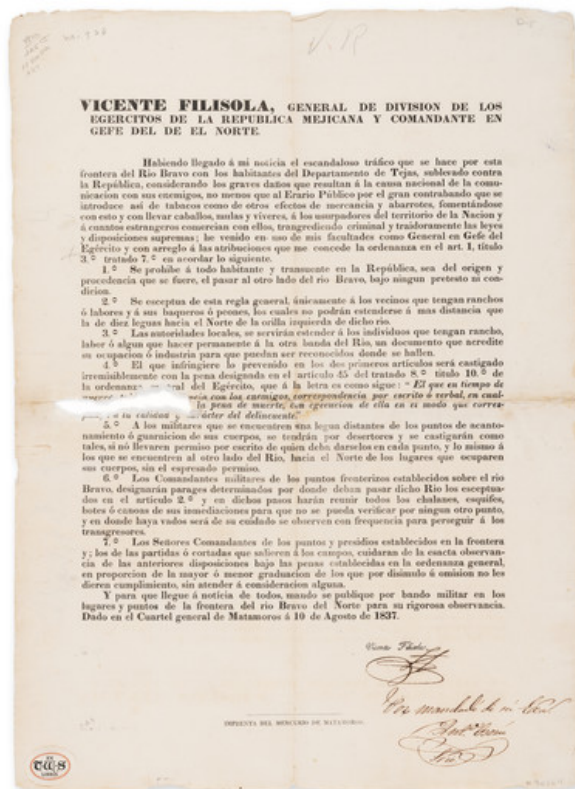 V. R
VICENTE FILISOLA, GENERAL DE DIVISION DE LOS
EGERCITOS DE LA REPUBLICA MEJICANA Y COMANDANTE EN
GEFE DEL DE EL NORTE.
Habiendo llegado á mi noticia el escandaloso tráfico que se hace por esta
frontera del Rio Bravo con los habitantes del Departamento de Tejas, sublevado contra
la República, considerando los graves daños que resultan á la causa nacional de la comu-
nicacion con sus enemigos, no menos que al Erario Público por el gran contrabando que se
introduce asi de tabacos como de otros efectos de mercancia y abarrotes, fomentándose
con esto y con llevar caballos, mulas y viveres, á los usurpadores del territorio de la Nacion y
á cuantos estrangeros comercian con ellos, trangrediendo criminal y traidoramente las leyes
y disposiciones supremas; he venido en uso de mis facultades como General en Gefe del
Egército y con arreglo á las atribuciones que me concede la ordenanza en el art. 1, titulo
3.° tratado 7.° en acordar lo siguiente.
1.° Se prohibe á todo habitante y transeunte en la República, sea del origen y
procedencia que se fuere, el pasar al otro lado del rio Bravo, bajo ningun pretesto ni con-
dicion.
2.° Se esceptua de esta regla general, únicamente á los vecinos que tengan ranchos
ó labores y á sus baqueros ó peones, los cuales no podrán estenderse á mas distancia que
la de diez leguas hacia el Norte de la orilla izquieda de dicho rio.
3.° Las autoridades locales, se servirán estender á los individuos que tengan rancho,
labor ó algun que hacer permanente á la otra banda del Rio, un documento que acredite
su ocupacion ó industria para que puedan ser reconocidos donde se hallen.
4.° El que infringiere lo prevenido en los dos primeros artículos será castigado
irremisiblemente con la pena designada en el artículo 45 del tratado 8.° titulo 10.° de
la ordenanza general del Egército, que á la letra es como sigue: "El que en tiempo de
con los enemigos, correspondencia por escrito ó verbal, en cual-
la pena de muerte, con egecucion de ella en el modo que corres-
á la calidad y carácter del delincuente."
5.° A los militares que se encuentren una legua distantes de los puntos de acanto-
namiento ó guarnicion de sus cuerpos, se tendrán por desertores y se castigarán como
tales, si nó llevaren permiso por escrito de quien deba darselos en cada punto, y lo mismo á
los que se encuentren al otro lado del Rio, hacia el Norte de los lugares que ocuparen
sus cuerpos, sin el espresado permiso.
6.° Los Comandantes militares de los puntos fronterizos establecidos sobre el rio
Bravo, designarán parages determinados por donde deban pasar dicho Rio los esceptua-
dos en el artículo 2.° y en dichos pasos harán reunir todos los chalanes, esquifes,
botes ó canoas de sus inmediaciones para que no se pueda verificar por ningun otro punto,
y en donde haya vados será de su cuidado se observen con frecuencia para perseguir á los
transgresores.
7.° Los Señores Comandantes de los puntos y presidios establecidos en la frontera
y; los de las partidas ó cortadas que salieren á los campos, cuidaran de la esacta observan-
cia de las anteriores disposiciones bajo las penas establecidas en la ordenanza general,
en proporcion de la mayor ó menor graduacion de los que por disimulo ó omision no les
dieren cumplimiento, sin atender á consideracion alguna.
Y para que llegue á noticia de todos, mando se publique por bando militar en los
lugares y puntos de la frontera del rio Bravo del Norte para su rigorosa observancia.
Dado en el Cuartel general de Matamoros á 10 de Agosto de 1837.
Por mandado de
IMPRENTA DEL MERCURIO DE MATAMOROS.